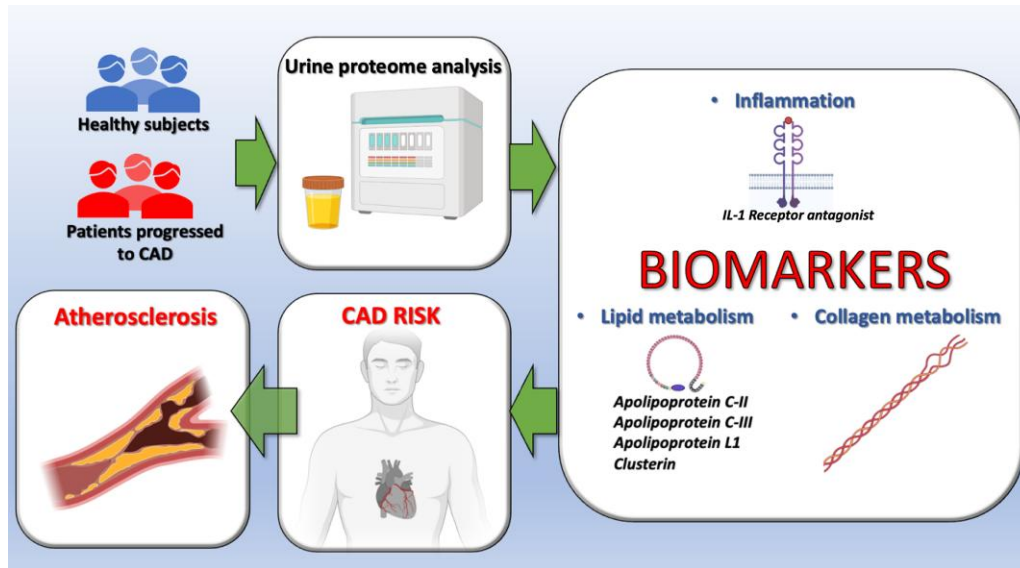 Healthy subjects
Patients progressed
to CAD
Urine proteome analysis
• Inflammation
IL-1 Receptor antagonist
BIOMARKERS
• Lipid metabolism
Apolipoprotein C-II
Apolipoprotein C-III
Apolipoprotein L1
Clusterin
• Collagen metabolism
CAD RISK
Atherosclerosis